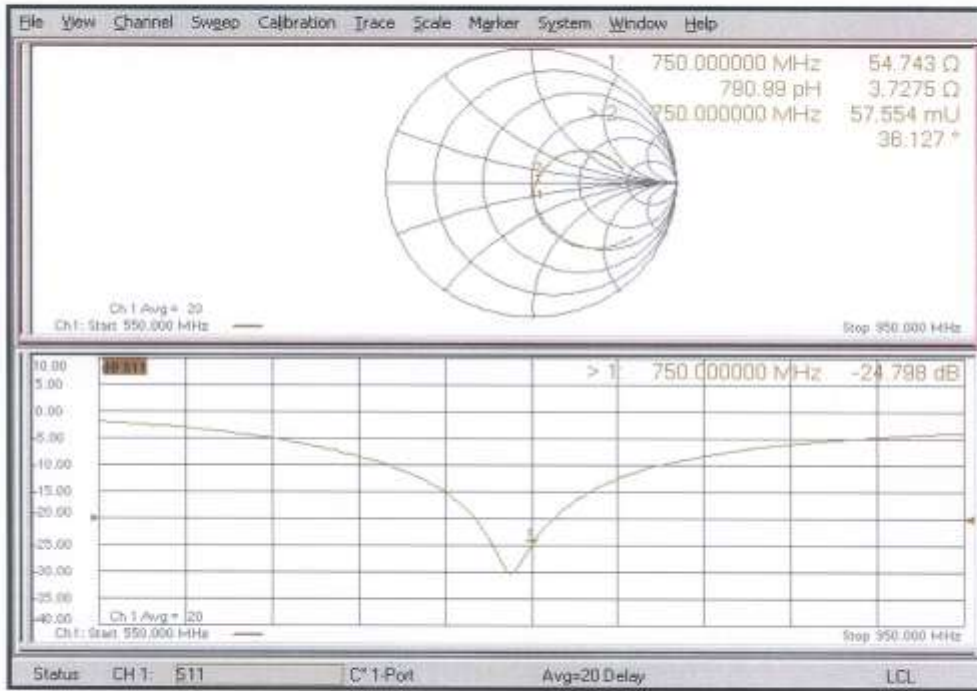 File View Channel Sweep Calibration Trace Scale Marker System Window Help
1: 750.000000 MHz 54.743 Ω
790.99 pH 3.7275 Ω
> 2: 750.000000 MHz 57.554 mU
36.127 °
Ch 1 Avg = 20
Ch1: Start 550.000 MHz
Stop 950.000 MHz
10.00
> 1: 750.000000 MHz -24.798 dB
5.00
0.00
-5.00
-10.00
-15.00
-20.00
-25.00
1
-30.00
-35.00
-40.00
Ch 1 Avg = 20
Ch1: Start 550.000 MHz
Stop 950.000 MHz
Status CH 1: S11 C* 1-Port Avg=20 Delay LCL